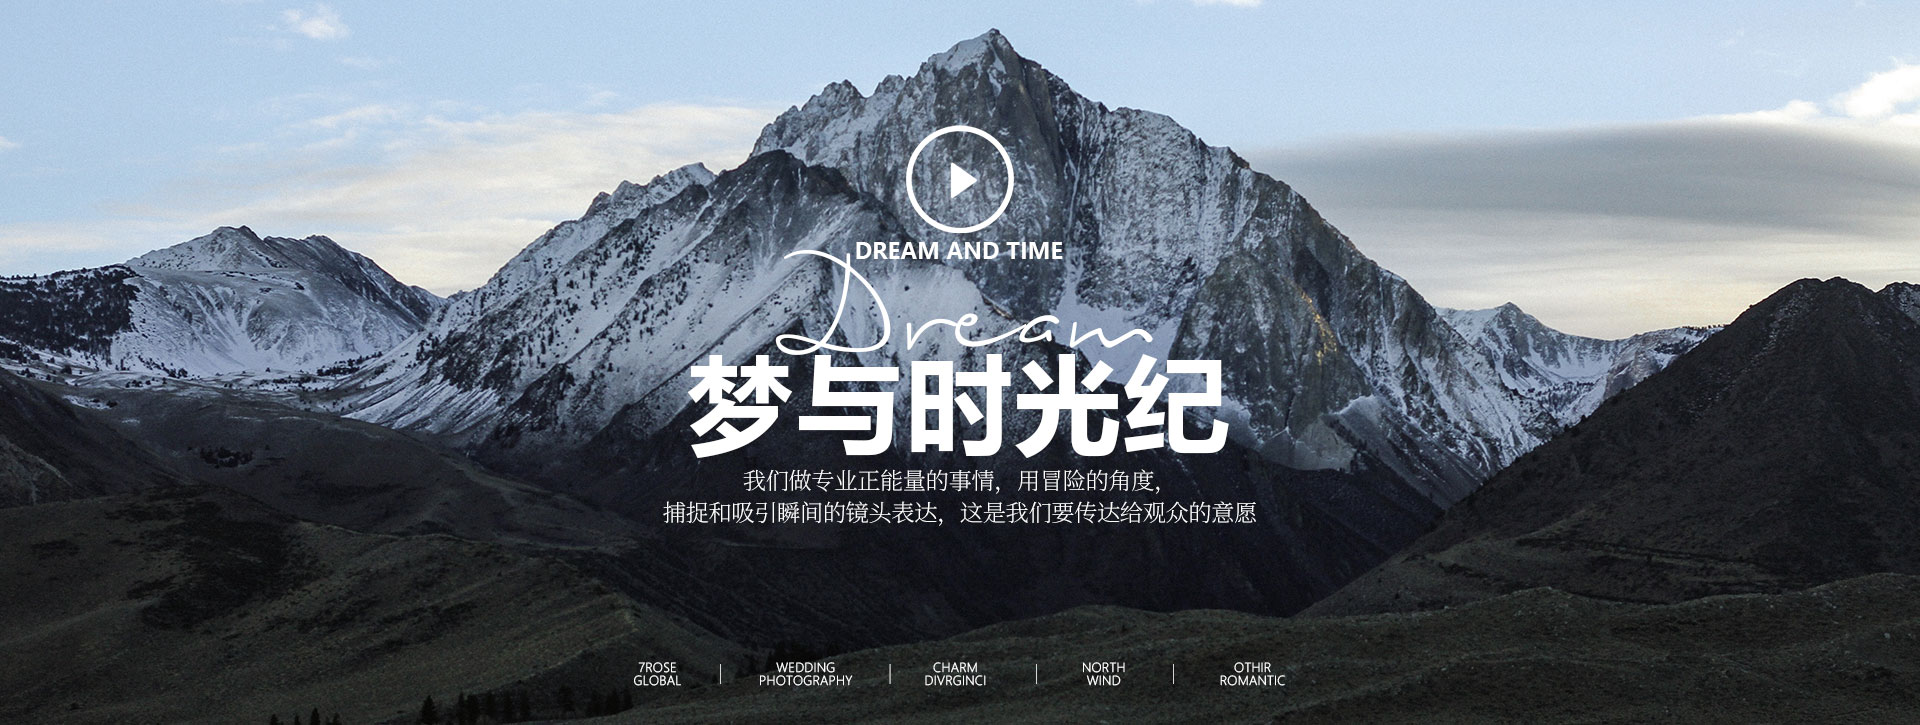 DREAM AND TIME
Dream
梦与时光纪
我们做专业正能量的事情，用冒险的角度，
捕捉和吸引瞬间的镜头表达，这是我们要传达给观众的意愿
7ROSE
GLOBAL
WEDDING
PHOTOGRAPHY
CHARM
DIVRGINCI
NORTH
WIND
OTHIR
ROMANTIC